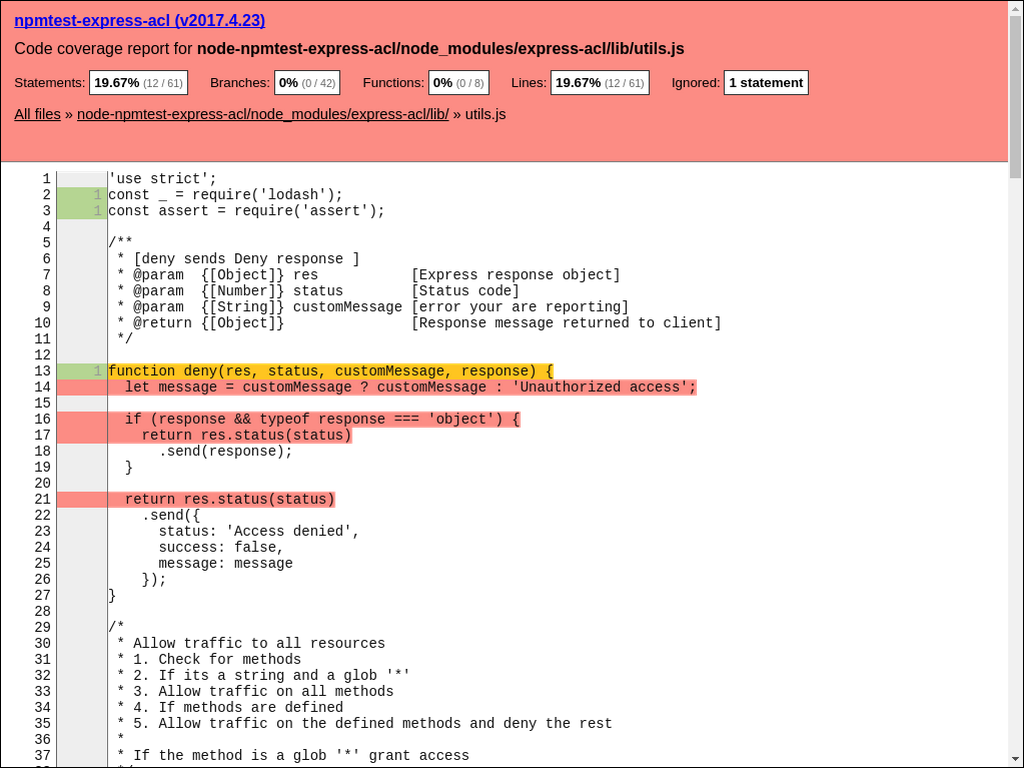 npmtest-express-acl (v2017.4.23)
Code coverage report for node-npmtest-express-acl/node_modules/express-acl/lib/utils.js
Statements: 19.67% (12 / 61) Branches: 0% (0 / 42) Functions: 0% (0 / 8) Lines: 19.67% (12 / 61) Ignored: 1 statement
All files » node-npmtest-express-acl/node_modules/express-acl/lib/ » utils.js
1 'use strict';
2 1 const _ = require('lodash');
3 1 const assert = require('assert');
4
5 /**
6 * [deny sends Deny response ]
7 * @param  {[Object]} res           [Express response object]
8 * @param  {[Number]} status        [Status code]
9 * @param  {[String]} customMessage [error your are reporting]
10 * @return {[Object]}               [Response message returned to client]
11 */
12
13 1 function deny(res, status, customMessage, response) {
14 let message = customMessage ? customMessage : 'Unauthorized access';
15
16 if (response && typeof response === 'object') {
17 return res.status(status)
18 .send(response);
19 }
20
21 return res.status(status)
22 .send({
23 status: 'Access denied',
24 success: false,
25 message: message
26 });
27 }
28
29 /*
30 * Allow traffic to all resources
31 * 1. Check for methods
32 * 2. If its a string and a glob '*'
33 * 3. Allow traffic on all methods
34 * 4. If methods are defined
35 * 5. Allow traffic on the defined methods and deny the rest
36 *
37 * If the method is a glob '*' grant access